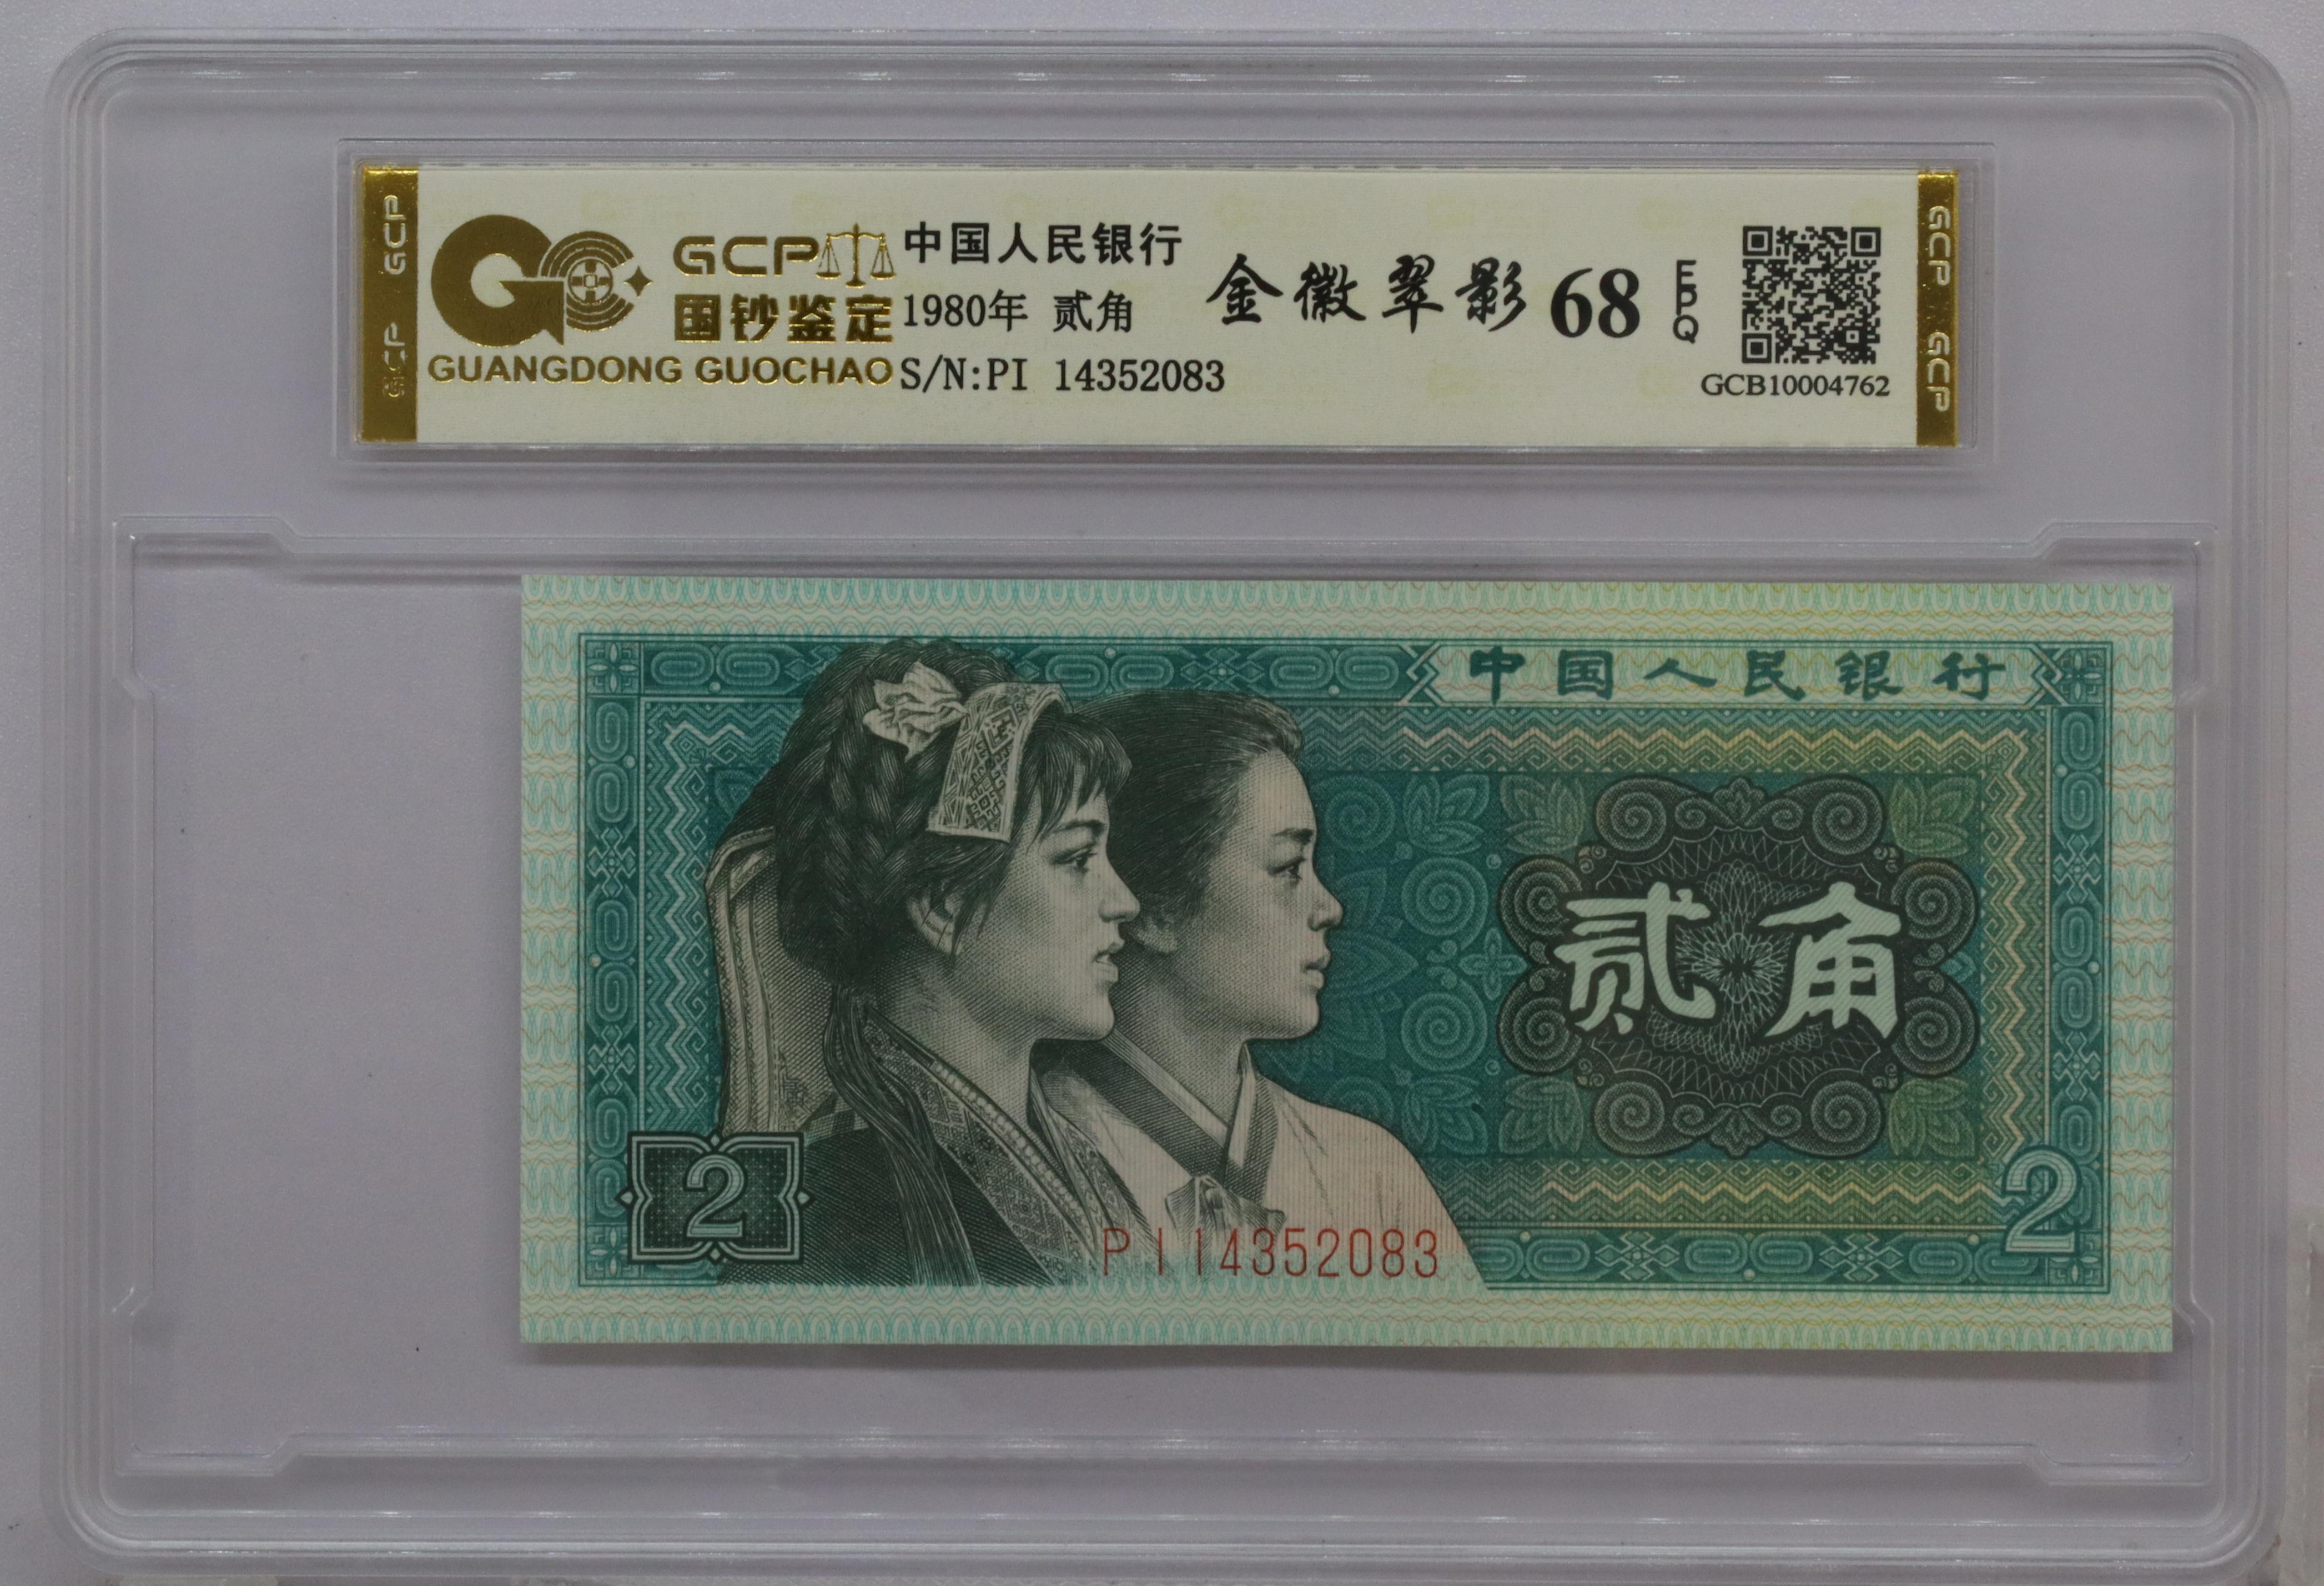 GCP GCP
GCP
国钞鉴定
GUANGDONG GUOCHAO
中国人民银行
1980年 贰角
S/N:PI 14352083
金徽翠影 68 EPQ
GCB10004762
GCP GCP
中国人民银行
贰角
2
2
PI14352083